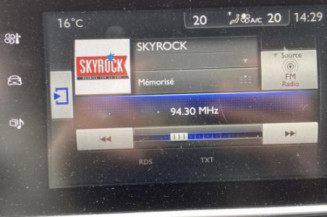 16°C
20
A/C
20
14:29
SKYROCK
SKYROCK
Source
FM
Radio
Mémorisé
94.30 MHz
RDS
TXT